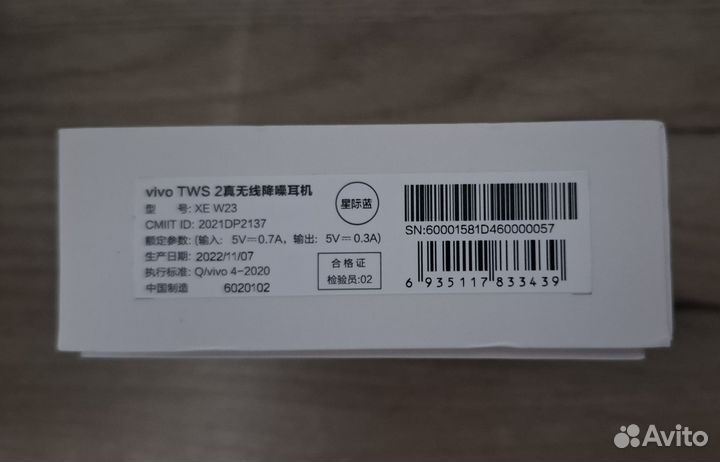 vivo TWS 2真无线降噪耳机
型 号: XE W23
CMIIT ID: 2021DP2137
额定参数: (输入: 5V⎓0.7A, 输出: 5V⎓0.3A)
生产日期: 2022/11/07
执行标准: Q/vivo 4-2020
中国制造 6020102
星际蓝
合格证
检验员:02
SN:60001581D460000057
6 935117 833439
Avito